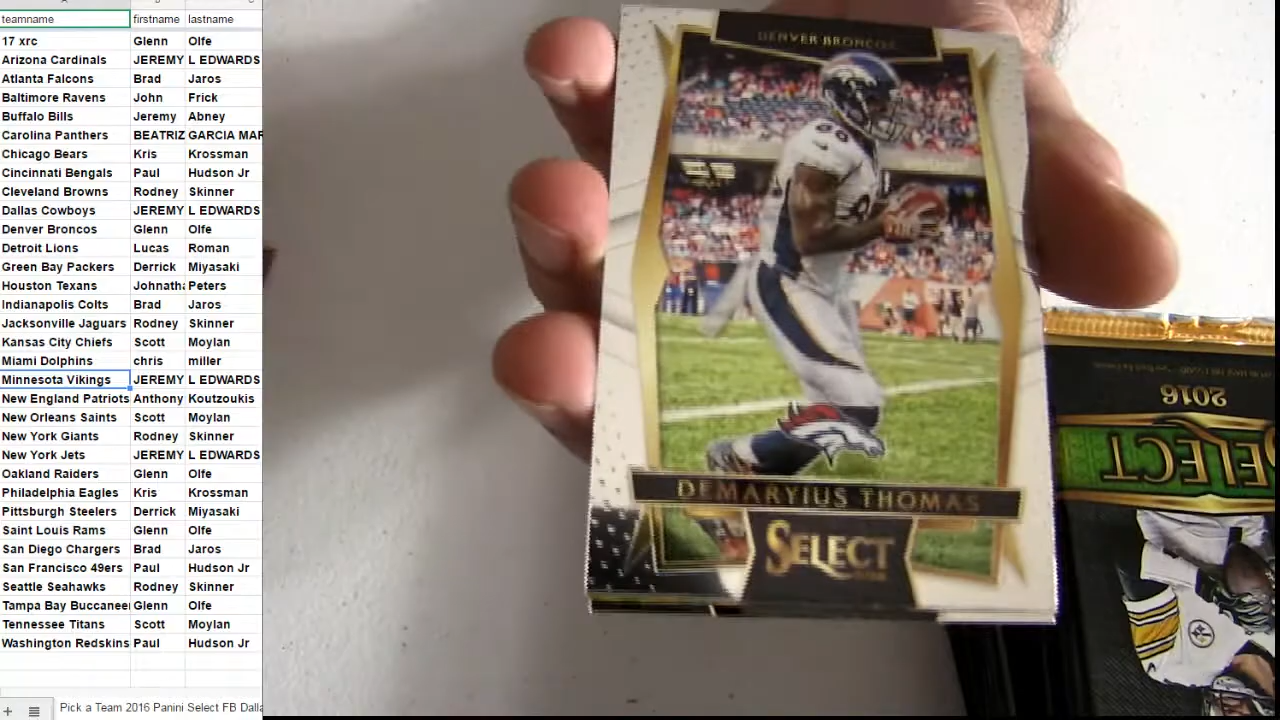 teamname firstname lastname
17 xrc Glenn Olfe
Arizona Cardinals JEREMY L EDWARDS
Atlanta Falcons Brad Jaros
Baltimore Ravens John Frick
Buffalo Bills Jeremy Abney
Carolina Panthers BEATRIZ GARCIA MAR
Chicago Bears Kris Krossman
Cincinnati Bengals Paul Hudson Jr
Cleveland Browns Rodney Skinner
Dallas Cowboys JEREMY L EDWARDS
Denver Broncos Glenn Olfe
Detroit Lions Lucas Roman
Green Bay Packers Derrick Miyasaki
Houston Texans Johnatha Peters
Indianapolis Colts Brad Jaros
Jacksonville Jaguars Rodney Skinner
Kansas City Chiefs Scott Moylan
Miami Dolphins chris miller
Minnesota Vikings JEREMY L EDWARDS
New England Patriots Anthony Koutzoukis
New Orleans Saints Scott Moylan
New York Giants Rodney Skinner
New York Jets JEREMY L EDWARDS
Oakland Raiders Glenn Olfe
Philadelphia Eagles Kris Krossman
Pittsburgh Steelers Derrick Miyasaki
Saint Louis Rams Glenn Olfe
San Diego Chargers Brad Jaros
San Francisco 49ers Paul Hudson Jr
Seattle Seahawks Rodney Skinner
Tampa Bay Buccaneer Glenn Olfe
Tennessee Titans Scott Moylan
Washington Redskins Paul Hudson Jr
Pick a Team 2016 Panini Select FB Dalla
DENVER BRONCOS
88
DEMARYIUS THOMAS
SELECT
2016
SELECT